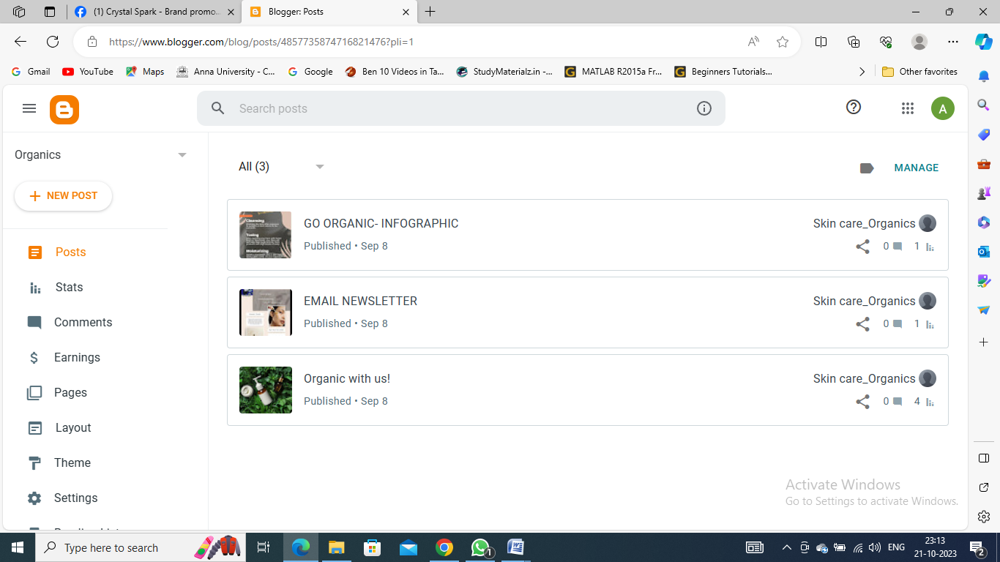 (1) Crystal Spark - Brand promo...
Blogger: Posts
https://www.blogger.com/blog/posts/4857735874716821476?pli=1
Gmail
YouTube
Maps
Anna University - C...
Google
Ben 10 Videos in Ta...
StudyMaterialz.in -...
MATLAB R2015a Fr...
Beginners Tutorials...
Other favorites
Search posts
A
Organics
All (3)
MANAGE
NEW POST
Posts
Stats
Comments
Earnings
Pages
Layout
Theme
Settings
GO ORGANIC- INFOGRAPHIC
Skin care_Organics
Published • Sep 8
0
1
Cleansing
Toning
Moisturizing
EMAIL NEWSLETTER
Skin care_Organics
Published • Sep 8
0
1
Organic with us!
Skin care_Organics
Published • Sep 8
0
4
Activate Windows
Go to Settings to activate Windows.
Type here to search
1
ENG
23:13
21-10-2023
2